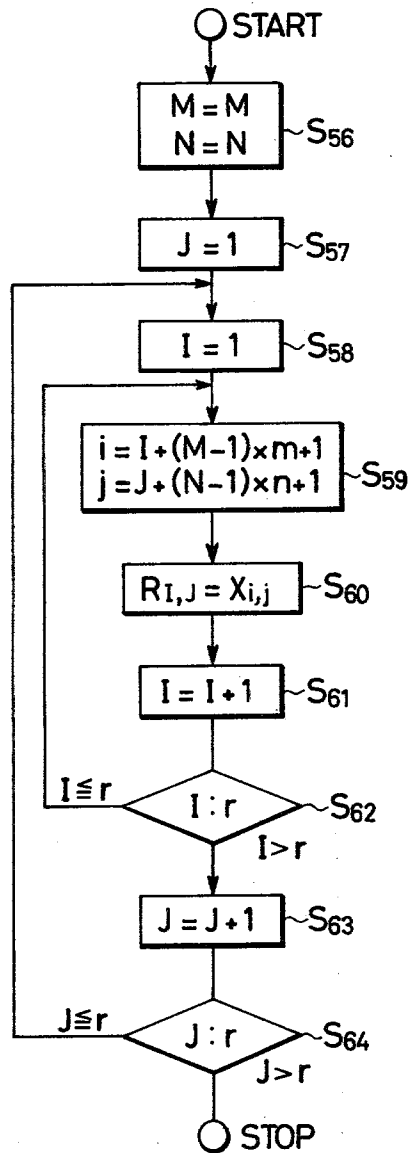 START
M = M
N = N
S56
J = 1
S57
I = 1
S58
i = I+(M-1)×m+1
j = J+(N-1)×n+1
S59
RI,J = Xi,j
S60
I = I+1
S61
I ≦ r
I : r
S62
I > r
J = J+1
S63
J ≦ r
J : r
S64
J > r
STOP